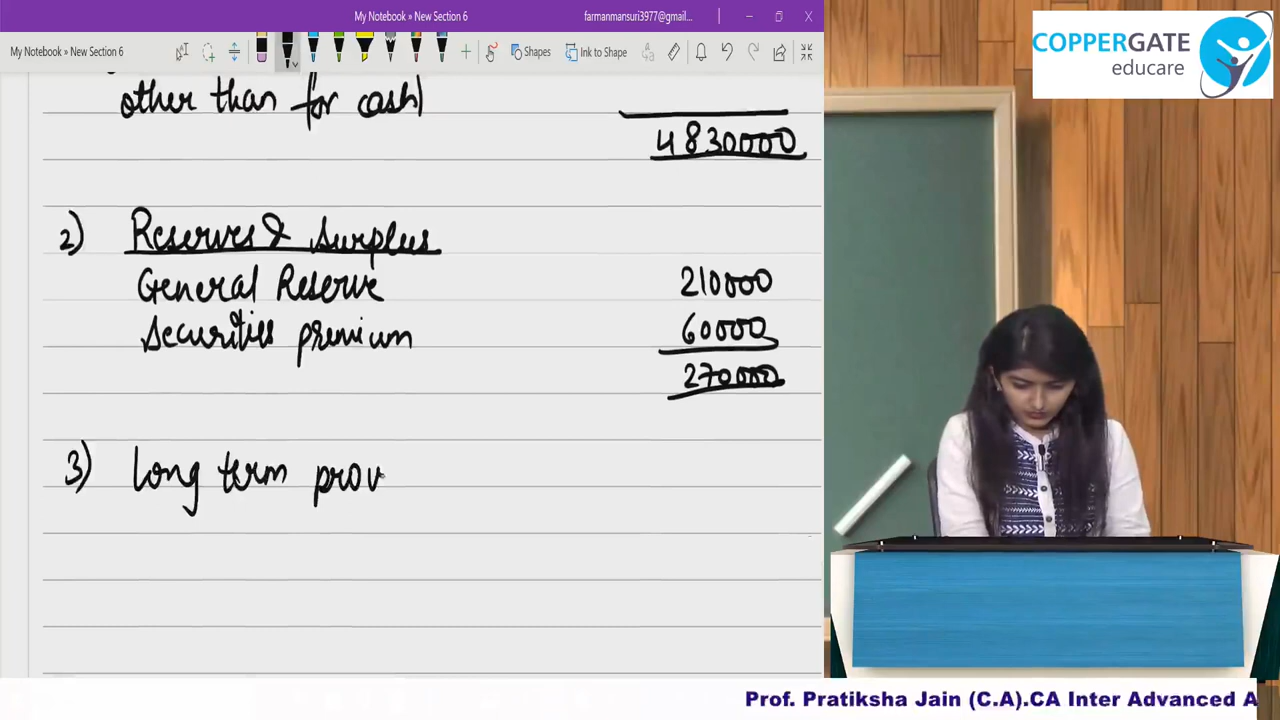 My Notebook » New Section 6
farmanmansuri3977@gmail...
My Notebook » New Section 6
Shapes
Ink to Shape
COPPERGATE
educare
other than for cash)
4830000
2) Reserves & Surplus
General Reserve 210000
Securities premium 60000
270000
3) Long term prov
Prof. Pratiksha Jain (C.A).CA Inter Advanced A